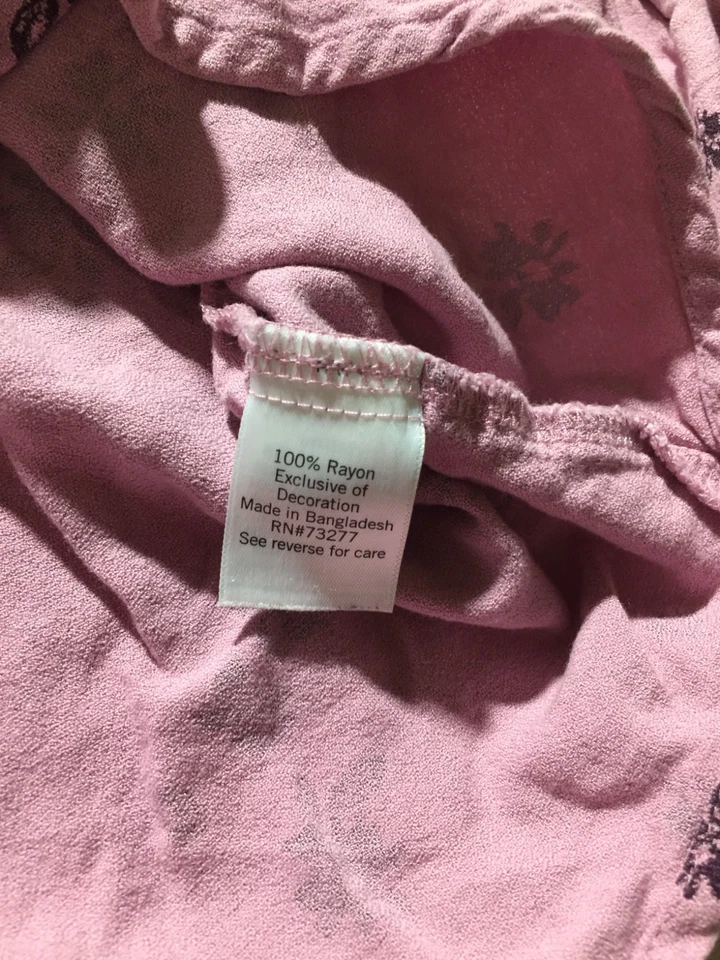 100% Rayon
Exclusive of
Decoration
Made in Bangladesh
RN#73277
See reverse for care